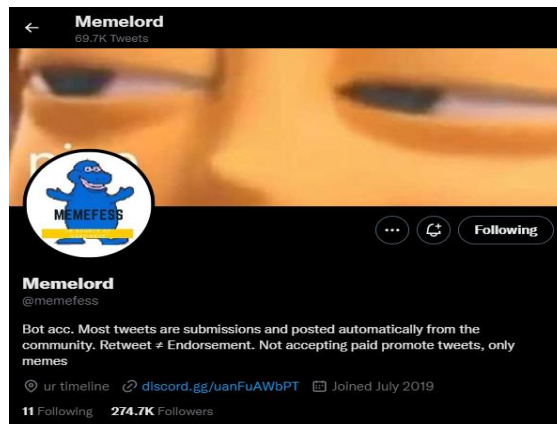 Memelord
69.7K Tweets
MEMEFESS
Following
Memelord
@memefess
Bot acc. Most tweets are submissions and posted automatically from the
community. Retweet ≠ Endorsement. Not accepting paid promote tweets, only
memes
ur timeline discord.gg/uanFuAWbPT Joined July 2019
11 Following 274.7K Followers